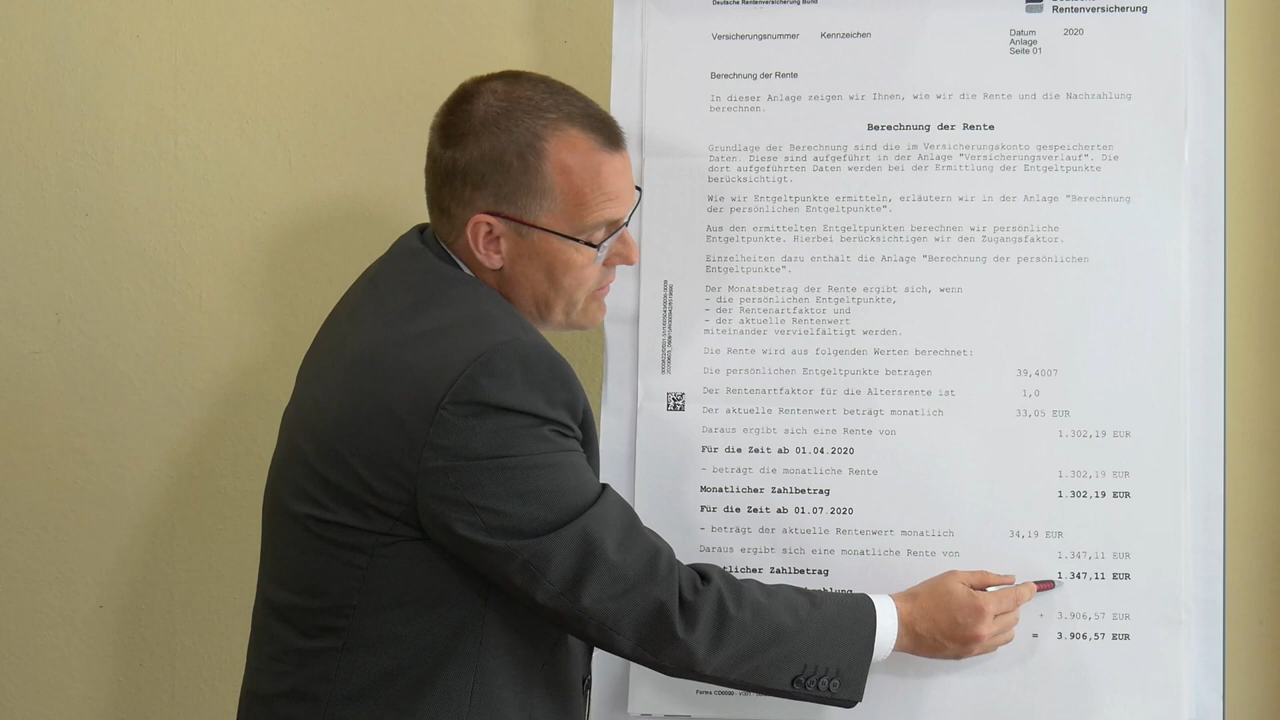 Deutsche Rentenversicherung Bund
Rentenversicherung
Versicherungsnummer Kennzeichen
Datum 2020
Anlage
Seite 01
Berechnung der Rente
In dieser Anlage zeigen wir Ihnen, wie wir die Rente und die Nachzahlung
berechnen.
Berechnung der Rente
Grundlage der Berechnung sind die im Versicherungskonto gespeicherten
Daten. Diese sind aufgeführt in der Anlage "Versicherungsverlauf". Die
dort aufgeführten Daten werden bei der Ermittlung der Entgeltpunkte
berücksichtigt.
Wie wir Entgeltpunkte ermitteln, erläutern wir in der Anlage "Berechnung
der persönlichen Entgeltpunkte".
Aus den ermittelten Entgeltpunkten berechnen wir persönliche
Entgeltpunkte. Hierbei berücksichtigen wir den Zugangsfaktor.
Einzelheiten dazu enthält die Anlage "Berechnung der persönlichen
Entgeltpunkte".
Der Monatsbetrag der Rente ergibt sich, wenn
- die persönlichen Entgeltpunkte,
- der Rentenartfaktor und
- der aktuelle Rentenwert
miteinander vervielfältigt werden.
Die Rente wird aus folgenden Werten berechnet:
Die persönlichen Entgeltpunkte betragen 39,4007
Der Rentenartfaktor für die Altersrente ist 1,0
Der aktuelle Rentenwert beträgt monatlich 33,05 EUR
Daraus ergibt sich eine Rente von 1.302,19 EUR
Für die Zeit ab 01.04.2020
- beträgt die monatliche Rente 1.302,19 EUR
Monatlicher Zahlbetrag 1.302,19 EUR
Für die Zeit ab 01.07.2020
- beträgt der aktuelle Rentenwert monatlich 34,19 EUR
Daraus ergibt sich eine monatliche Rente von 1.347,11 EUR
tlicher Zahlbetrag 1.347,11 EUR
+ 3.906,57 EUR
= 3.906,57 EUR